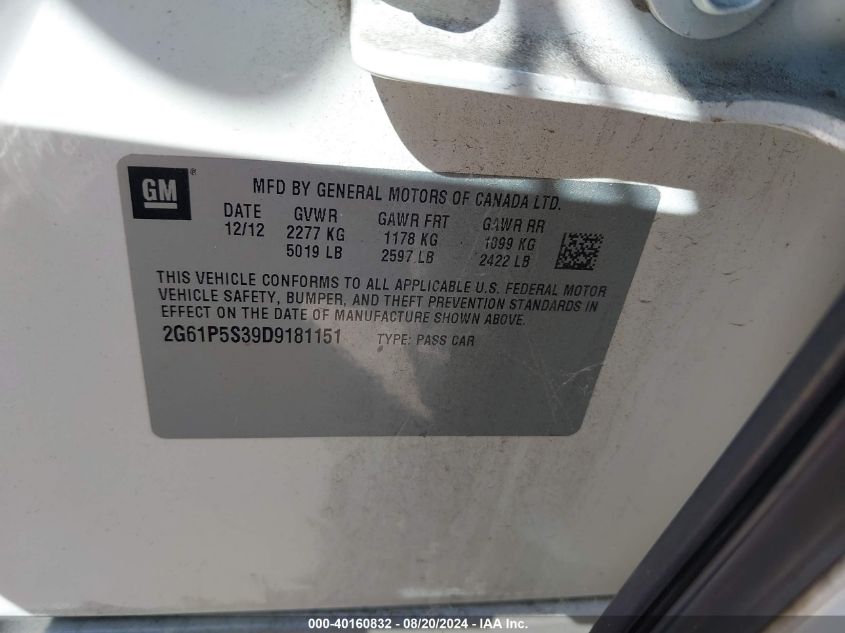 GM ®
MFD BY GENERAL MOTORS OF CANADA LTD.
DATE GVWR GAWR FRT GAWR RR
12/12 2277 KG 1178 KG 1099 KG
5019 LB 2597 LB 2422 LB
THIS VEHICLE CONFORMS TO ALL APPLICABLE U.S. FEDERAL MOTOR
VEHICLE SAFETY, BUMPER, AND THEFT PREVENTION STANDARDS IN
EFFECT ON THE DATE OF MANUFACTURE SHOWN ABOVE.
2G61P5S39D9181151 TYPE: PASS CAR
000-40160832 - 08/20/2024 - IAA Inc.